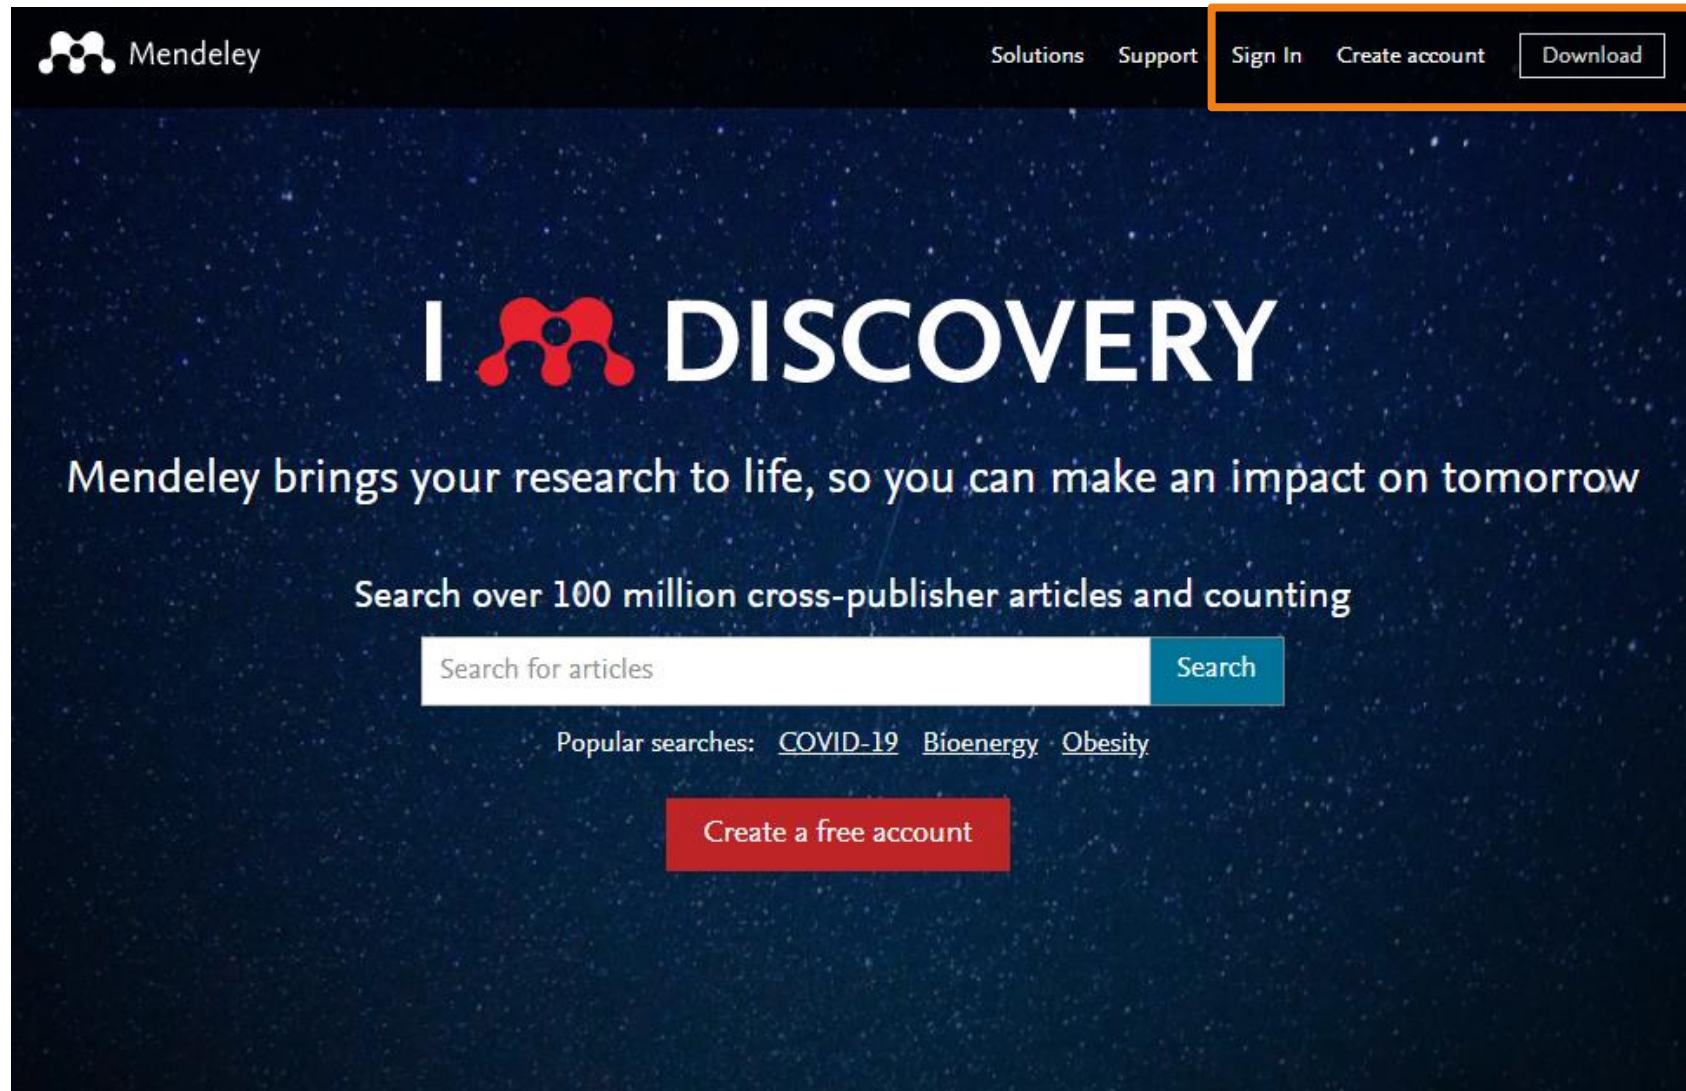 Mendeley
Solutions Support Sign In Create account Download
I DISCOVERY
Mendeley brings your research to life, so you can make an impact on tomorrow
Search over 100 million cross-publisher articles and counting
Search for articles Search
Popular searches: COVID-19 Bioenergy Obesity
Create a free account